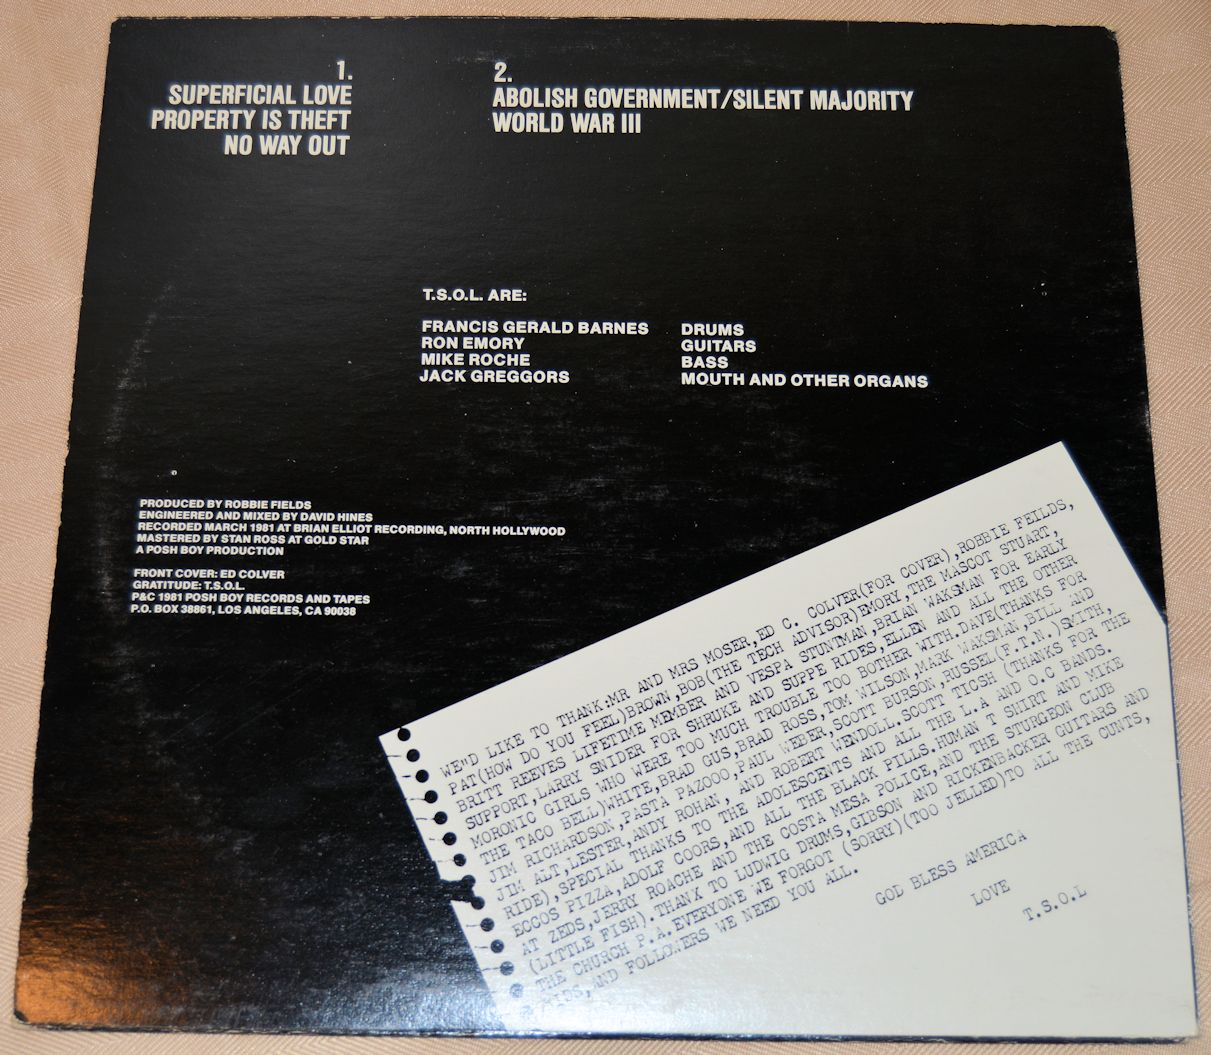 1.
SUPERFICIAL LOVE
PROPERTY IS THEFT
NO WAY OUT
2.
ABOLISH GOVERNMENT/SILENT MAJORITY
WORLD WAR III
T.S.O.L. ARE:
FRANCIS GERALD BARNES DRUMS
RON EMORY GUITARS
MIKE ROCHE BASS
JACK GREGGORS MOUTH AND OTHER ORGANS
PRODUCED BY ROBBIE FIELDS
ENGINEERED AND MIXED BY DAVID HINES
RECORDED MARCH 1981 AT BRIAN ELLIOT RECORDING, NORTH HOLLYWOOD
MASTERED BY STAN ROSS AT GOLD STAR
A POSH BOY PRODUCTION
FRONT COVER: ED COLVER
GRATITUDE: T.S.O.L.
P&C 1981 POSH BOY RECORDS AND TAPES
P.O. BOX 38861, LOS ANGELES, CA 90038
WE"D LIKE TO THANK:MR AND MRS MOSER,ED C. COLVER(FOR COVER),ROBBIE FEILDS,
PAT(HOW DO YOU FEEL)BROWN,BOB(THE TECH ADVISOR)EMORY,THE MASCOT STUART,
BRITT REEVES LIFETIME MEMBER AND VESPA STUNTMAN,BRIAN WAKSMAN FOR EARLY
SUPPORT,LARRY SNIDER FOR SHRUKE AND SUPPE RIDES,ELLEN AND ALL THE OTHER
MORONIC GIRLS WHO WERE TOO MUCH TROUBLE TOO BOTHER WITH.DAVE(THANKS FOR
THE TACO BELL)WHITE,BRAD GUS,BRAD ROSS,TOM WILSON,MARK WAKSMAN,BILL AND
JIM RICHARDSON,PASTA PAZOOO,PAUL WEBER,SCOTT BURSON,RUSSEL(F.T.N.)SMITH,
JIM ALT,LESTER,ANDY ROHAN, AND ROBERT WENDOLL.SCOTT TICSH (THANKS FOR THE
RIDE),SPECIAL THANKS TO THE ADOLESCENTS AND ALL THE L.A AND O.C BANDS.
ECCOS PIZZA,ADOLF COORS,AND ALL THE BLACK PILLS.HUMAN T SHIRT AND MIKE
AT ZEDS,JERRY ROACHE AND THE COSTA MESA POLICE,AND THE STURGEON CLUB
(LITTLE FISH).THANX TO LUDWIG DRUMS,GIBSON AND RICKENBACKER GUITARS AND
THE CHURCH P.A.EVERYONE WE FORGOT (SORRY)(TOO JELLED)TO ALL THE CUNTS,
KIDS,AND FOLLOWERS WE NEED YOU ALL.
GOD BLESS AMERICA
LOVE
T.S.O.L